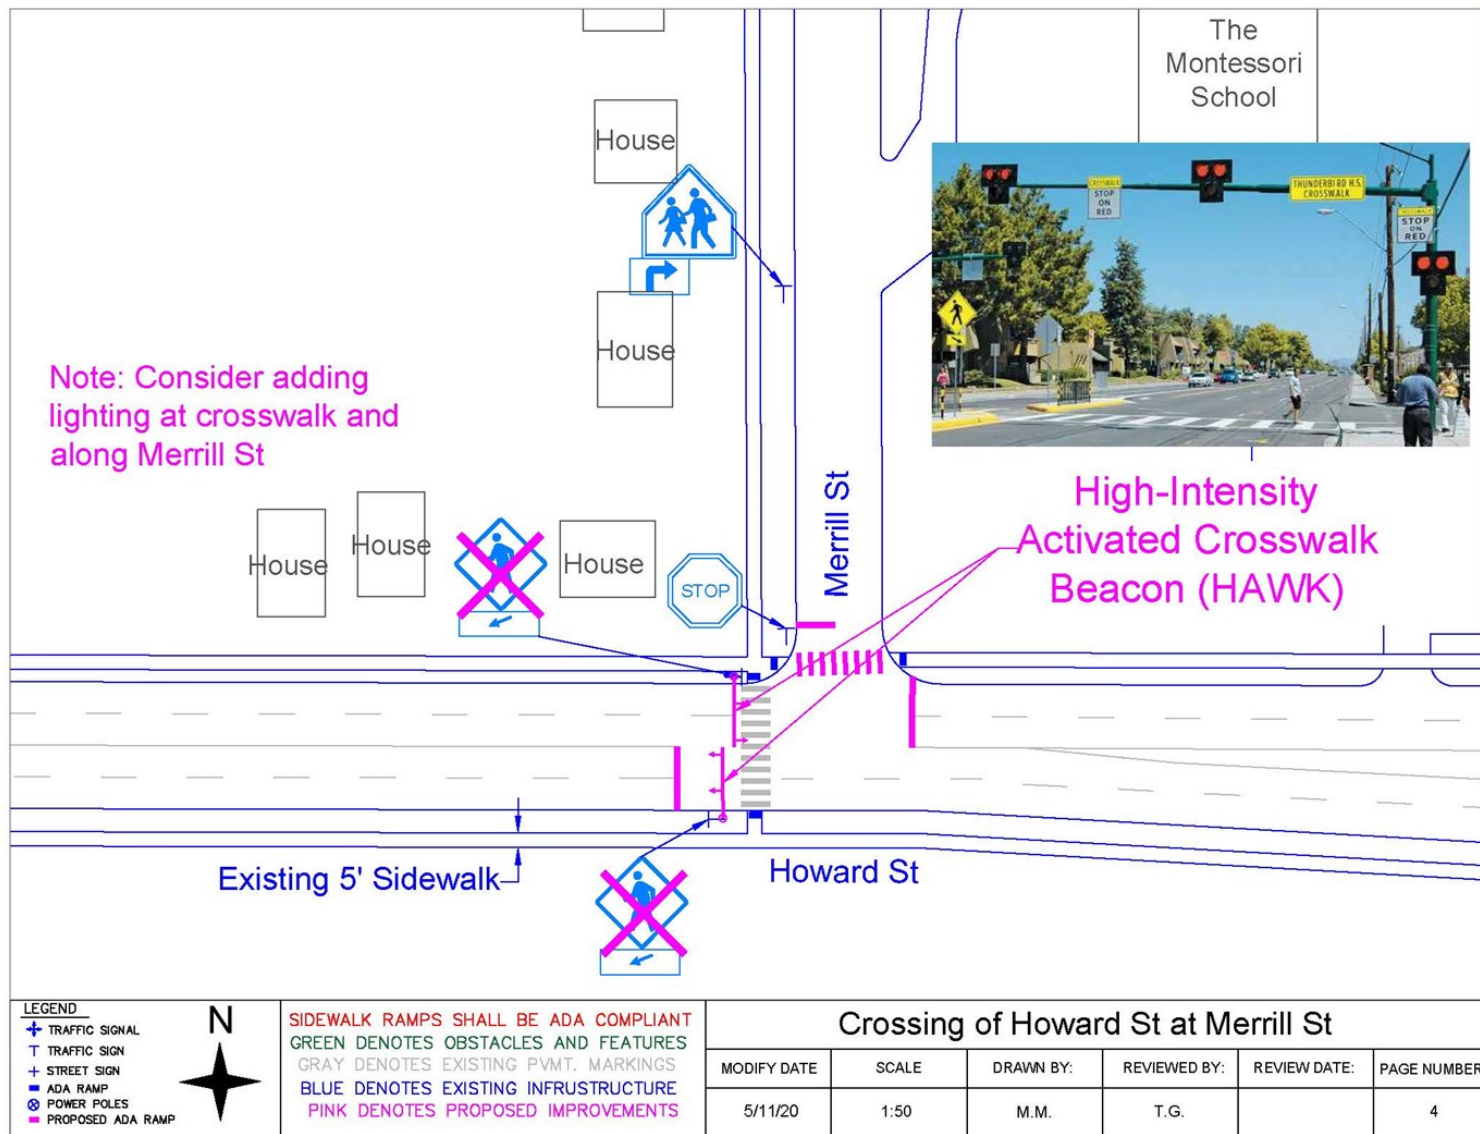 The
Montessori
School
House
CROSSWALK
STOP
ON
RED
THUNDERBIRD H.S.
CROSSWALK
CROSSWALK
STOP
ON
RED
House
Note: Consider adding
lighting at crosswalk and
along Merrill St
Merrill St
High-Intensity
Activated Crosswalk
Beacon (HAWK)
House
House
House
STOP
Existing 5' Sidewalk
Howard St
LEGEND
TRAFFIC SIGNAL
TRAFFIC SIGN
STREET SIGN
ADA RAMP
POWER POLES
PROPOSED ADA RAMP
N
SIDEWALK RAMPS SHALL BE ADA COMPLIANT
GREEN DENOTES OBSTACLES AND FEATURES
GRAY DENOTES EXISTING PVMT. MARKINGS
BLUE DENOTES EXISTING INFRUSTRUCTURE
PINK DENOTES PROPOSED IMPROVEMENTS
Crossing of Howard St at Merrill St
MODIFY DATE SCALE DRAWN BY: REVIEWED BY: REVIEW DATE: PAGE NUMBER
5/11/20 1:50 M.M. T.G. 4